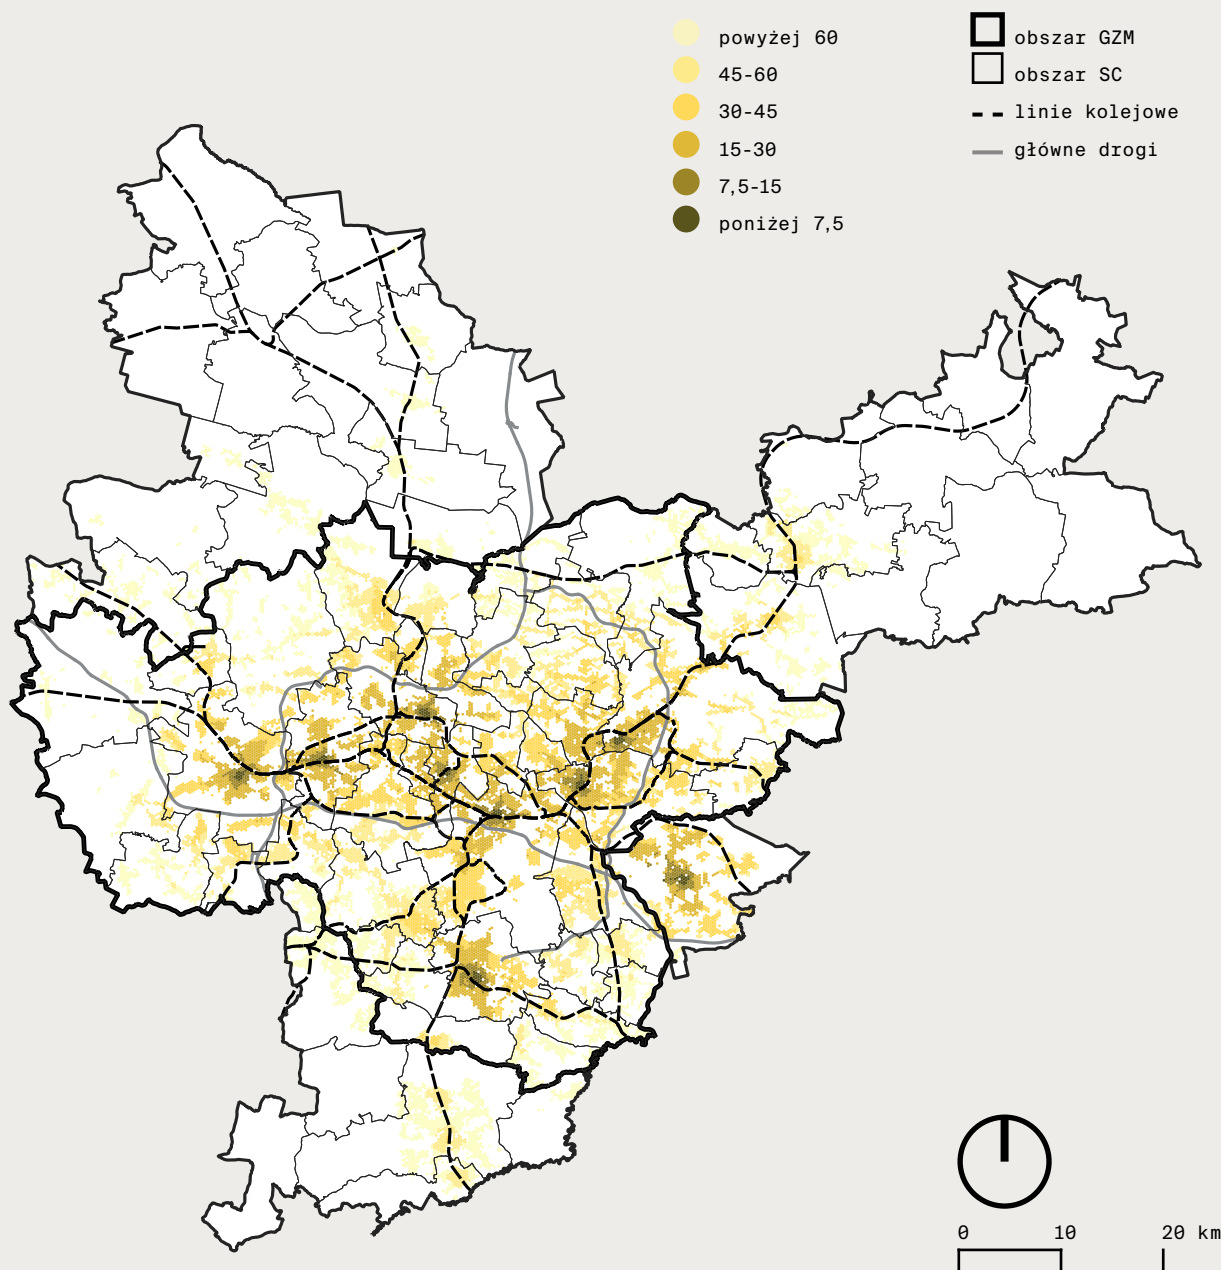 powyżej 60
45-60
30-45
15-30
7,5-15
poniżej 7,5
obszar GZM
obszar SC
linie kolejowe
główne drogi
0 10 20 km